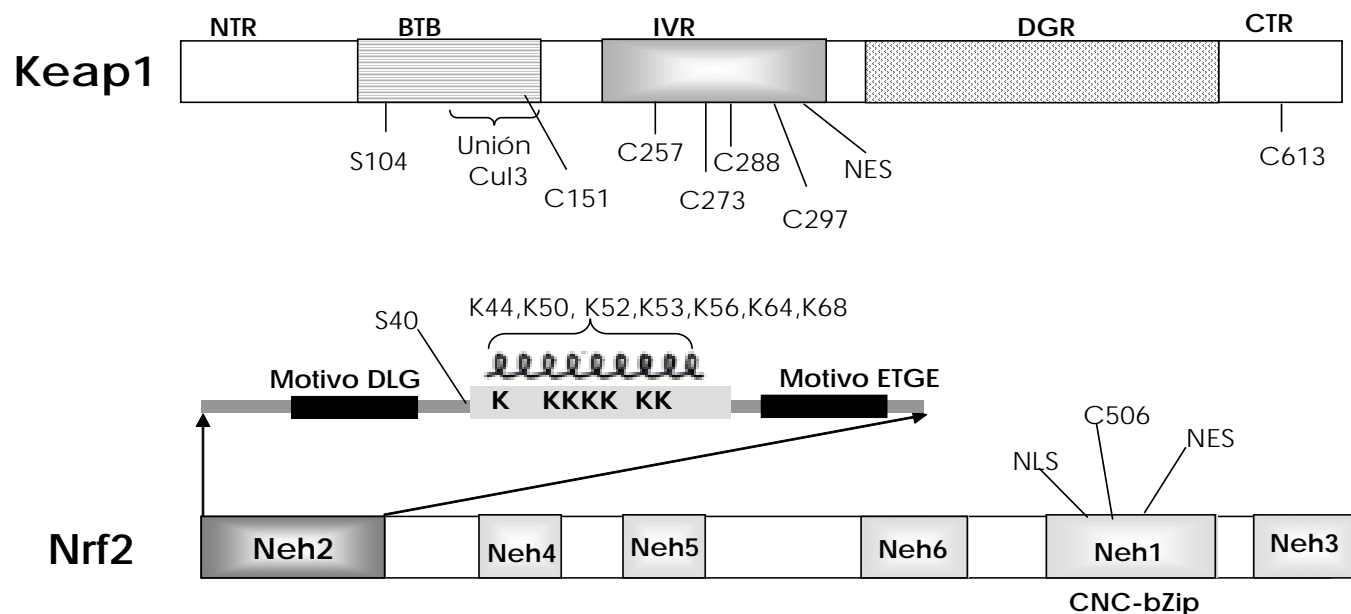 NTR BTB IVR DGR CTR
Keap1
S104
Unión
Cul3
C151
C257
C273
C288
C297
NES
C613
K44,K50, K52,K53,K56,K64,K68
S40
Motivo DLG
Motivo ETGE
K KKKK KK
C506
NLS
NES
Nrf2
Neh2 Neh4 Neh5 Neh6 Neh1 Neh3
CNC-bZip